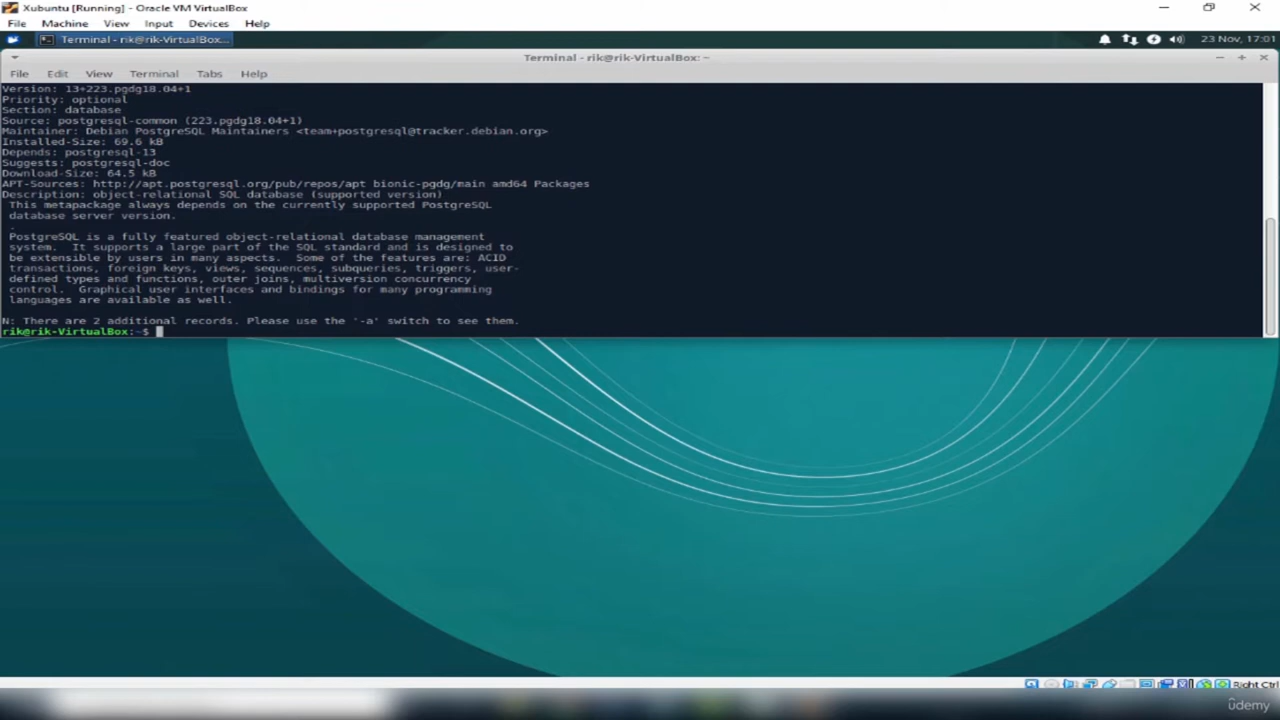 Xubuntu [Running] - Oracle VM VirtualBox
File Machine View Input Devices Help
Terminal - rik@rik-VirtualBox... 23 Nov, 17:01
Terminal - rik@rik-VirtualBox: ~
File Edit View Terminal Tabs Help
Version: 13+223.pgdg18.04+1
Priority: optional
Section: database
Source: postgresql-common (223.pgdg18.04+1)
Maintainer: Debian PostgreSQL Maintainers <team+postgresql@tracker.debian.org>
Installed-Size: 69.6 kB
Depends: postgresql-13
Suggests: postgresql-doc
Download-Size: 64.5 kB
APT-Sources: http://apt.postgresql.org/pub/repos/apt bionic-pgdg/main amd64 Packages
Description: object-relational SQL database (supported version)
This metapackage always depends on the currently supported PostgreSQL
database server version.
.
PostgreSQL is a fully featured object-relational database management
system.  It supports a large part of the SQL standard and is designed to
be extensible by users in many aspects.  Some of the features are: ACID
transactions, foreign keys, views, sequences, subqueries, triggers, user-
defined types and functions, outer joins, multiversion concurrency
control.  Graphical user interfaces and bindings for many programming
languages are available as well.
N: There are 2 additional records. Please use the '-a' switch to see them.
rik@rik-VirtualBox:~$
Right Ctrl
ûdemy